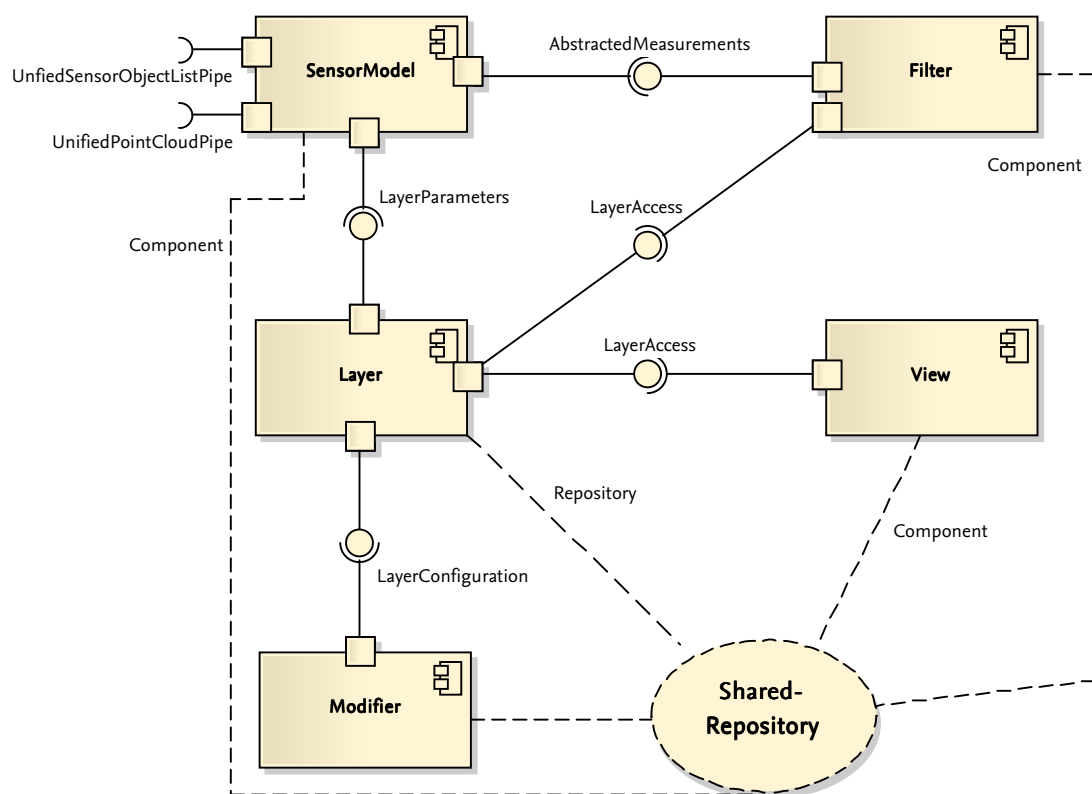 AbstractedMeasurements
SensorModel
Filter
UnfiedSensorObjectListPipe
UnifiedPointCloudPipe
Component
LayerParameters
LayerAccess
Component
LayerAccess
Layer
View
Repository
Component
LayerConfiguration
Shared-
Repository
Modifier